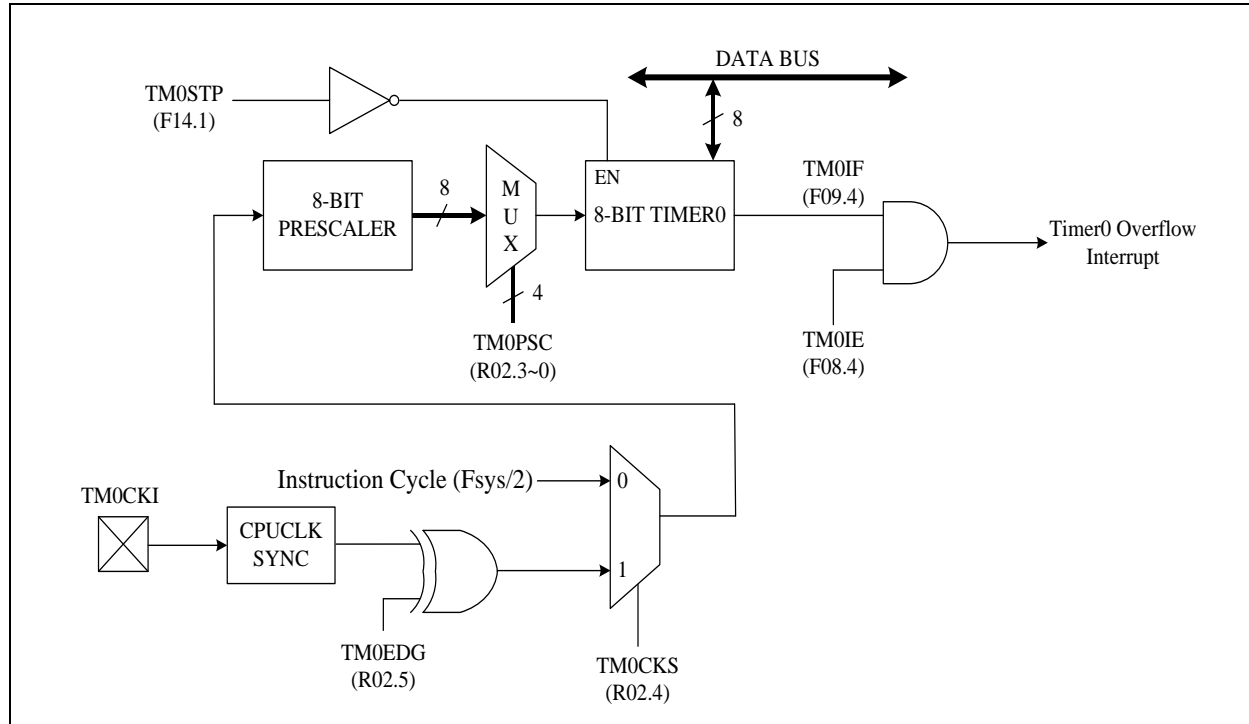 DATA BUS
TM0STP
(F14.1)
8
EN
8-BIT TIMER0
8-BIT
PRESCALER
8
M
U
X
4
TM0PSC
(R02.3~0)
TM0IF
(F09.4)
TM0IE
(F08.4)
Timer0 Overflow
Interrupt
Instruction Cycle (Fsys/2)
0
1
TM0CKI
CPUCLK
SYNC
TM0EDG
(R02.5)
TM0CKS
(R02.4)